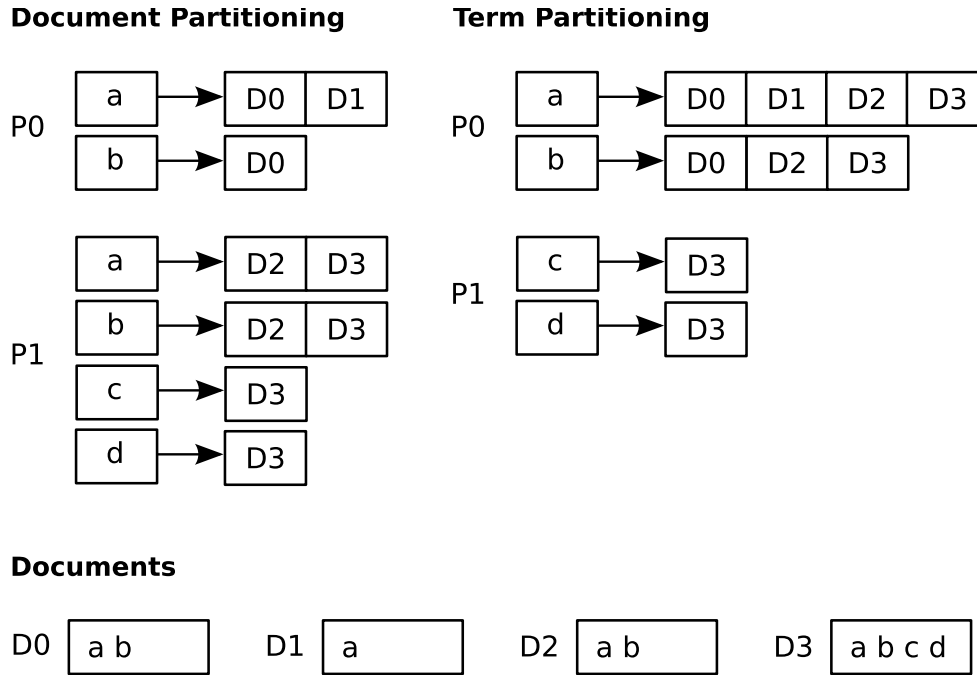 Document Partitioning
P0
a D0 D1
b D0
P1
a D2 D3
b D2 D3
c D3
d D3
Term Partitioning
P0
a D0 D1 D2 D3
b D0 D2 D3
P1
c D3
d D3
Documents
D0 a b D1 a D2 a b D3 a b c d